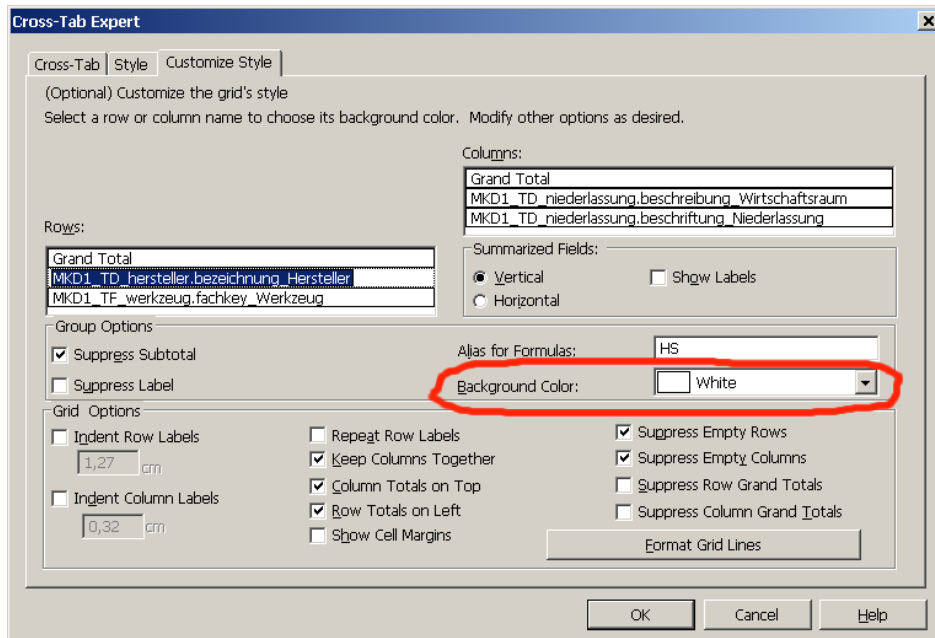 Cross-Tab Expert
Cross-Tab Style Customize Style
(Optional) Customize the grid's style
Select a row or column name to choose its background color. Modify other options as desired.
Columns:
Grand Total
MKD1_TD_niederlassung.beschreibung_Wirtschaftsraum
MKD1_TD_niederlassung.beschriftung_Niederlassung
Rows:
Grand Total
MKD1_TD_hersteller.bezeichnung_Hersteller
MKD1_TF_werkzeug.fachkey_Werkzeug
Summarized Fields:
Vertical
Show Labels
Horizontal
Group Options
Suppress Subtotal
Suppress Label
Alias for Formulas: HS
Background Color: White
Grid Options
Indent Row Labels
1,27 cm
Indent Column Labels
0,32 cm
Repeat Row Labels
Keep Columns Together
Column Totals on Top
Row Totals on Left
Show Cell Margins
Suppress Empty Rows
Suppress Empty Columns
Suppress Row Grand Totals
Suppress Column Grand Totals
Format Grid Lines
OK Cancel Help